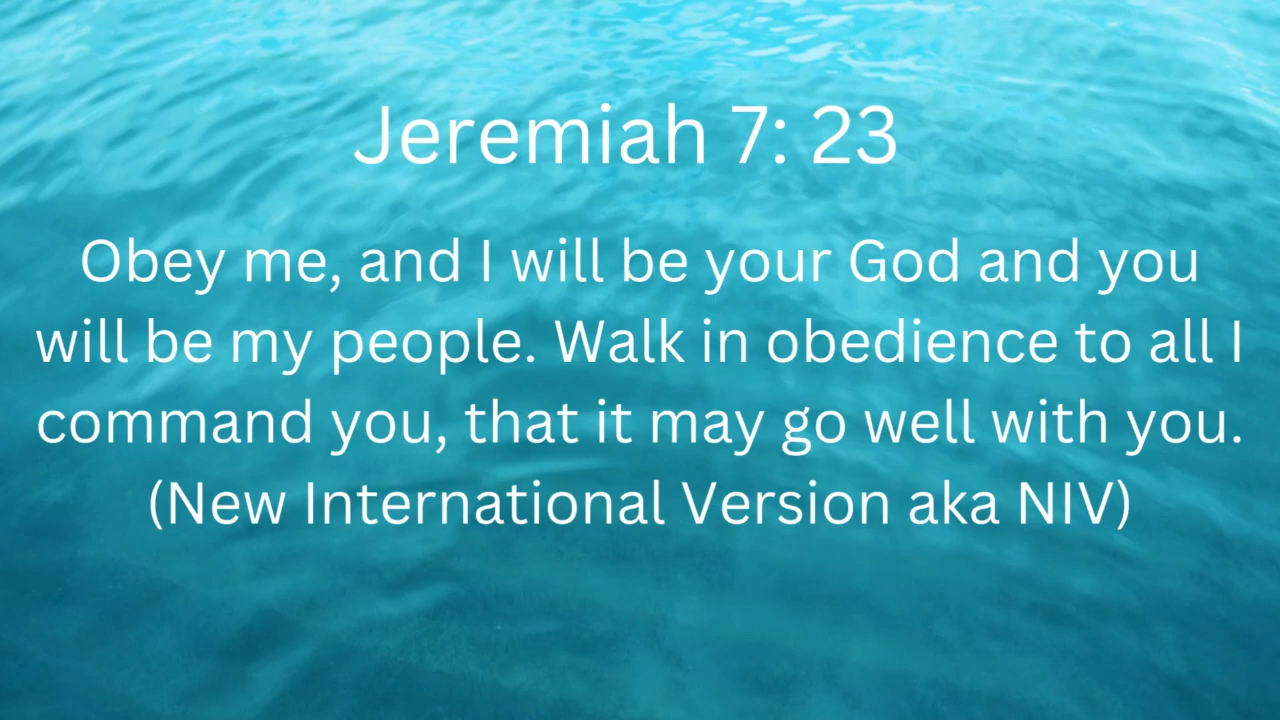 Jeremiah 7: 23
Obey me, and I will be your God and you
will be my people. Walk in obedience to all I
command you, that it may go well with you.
(New International Version aka NIV)